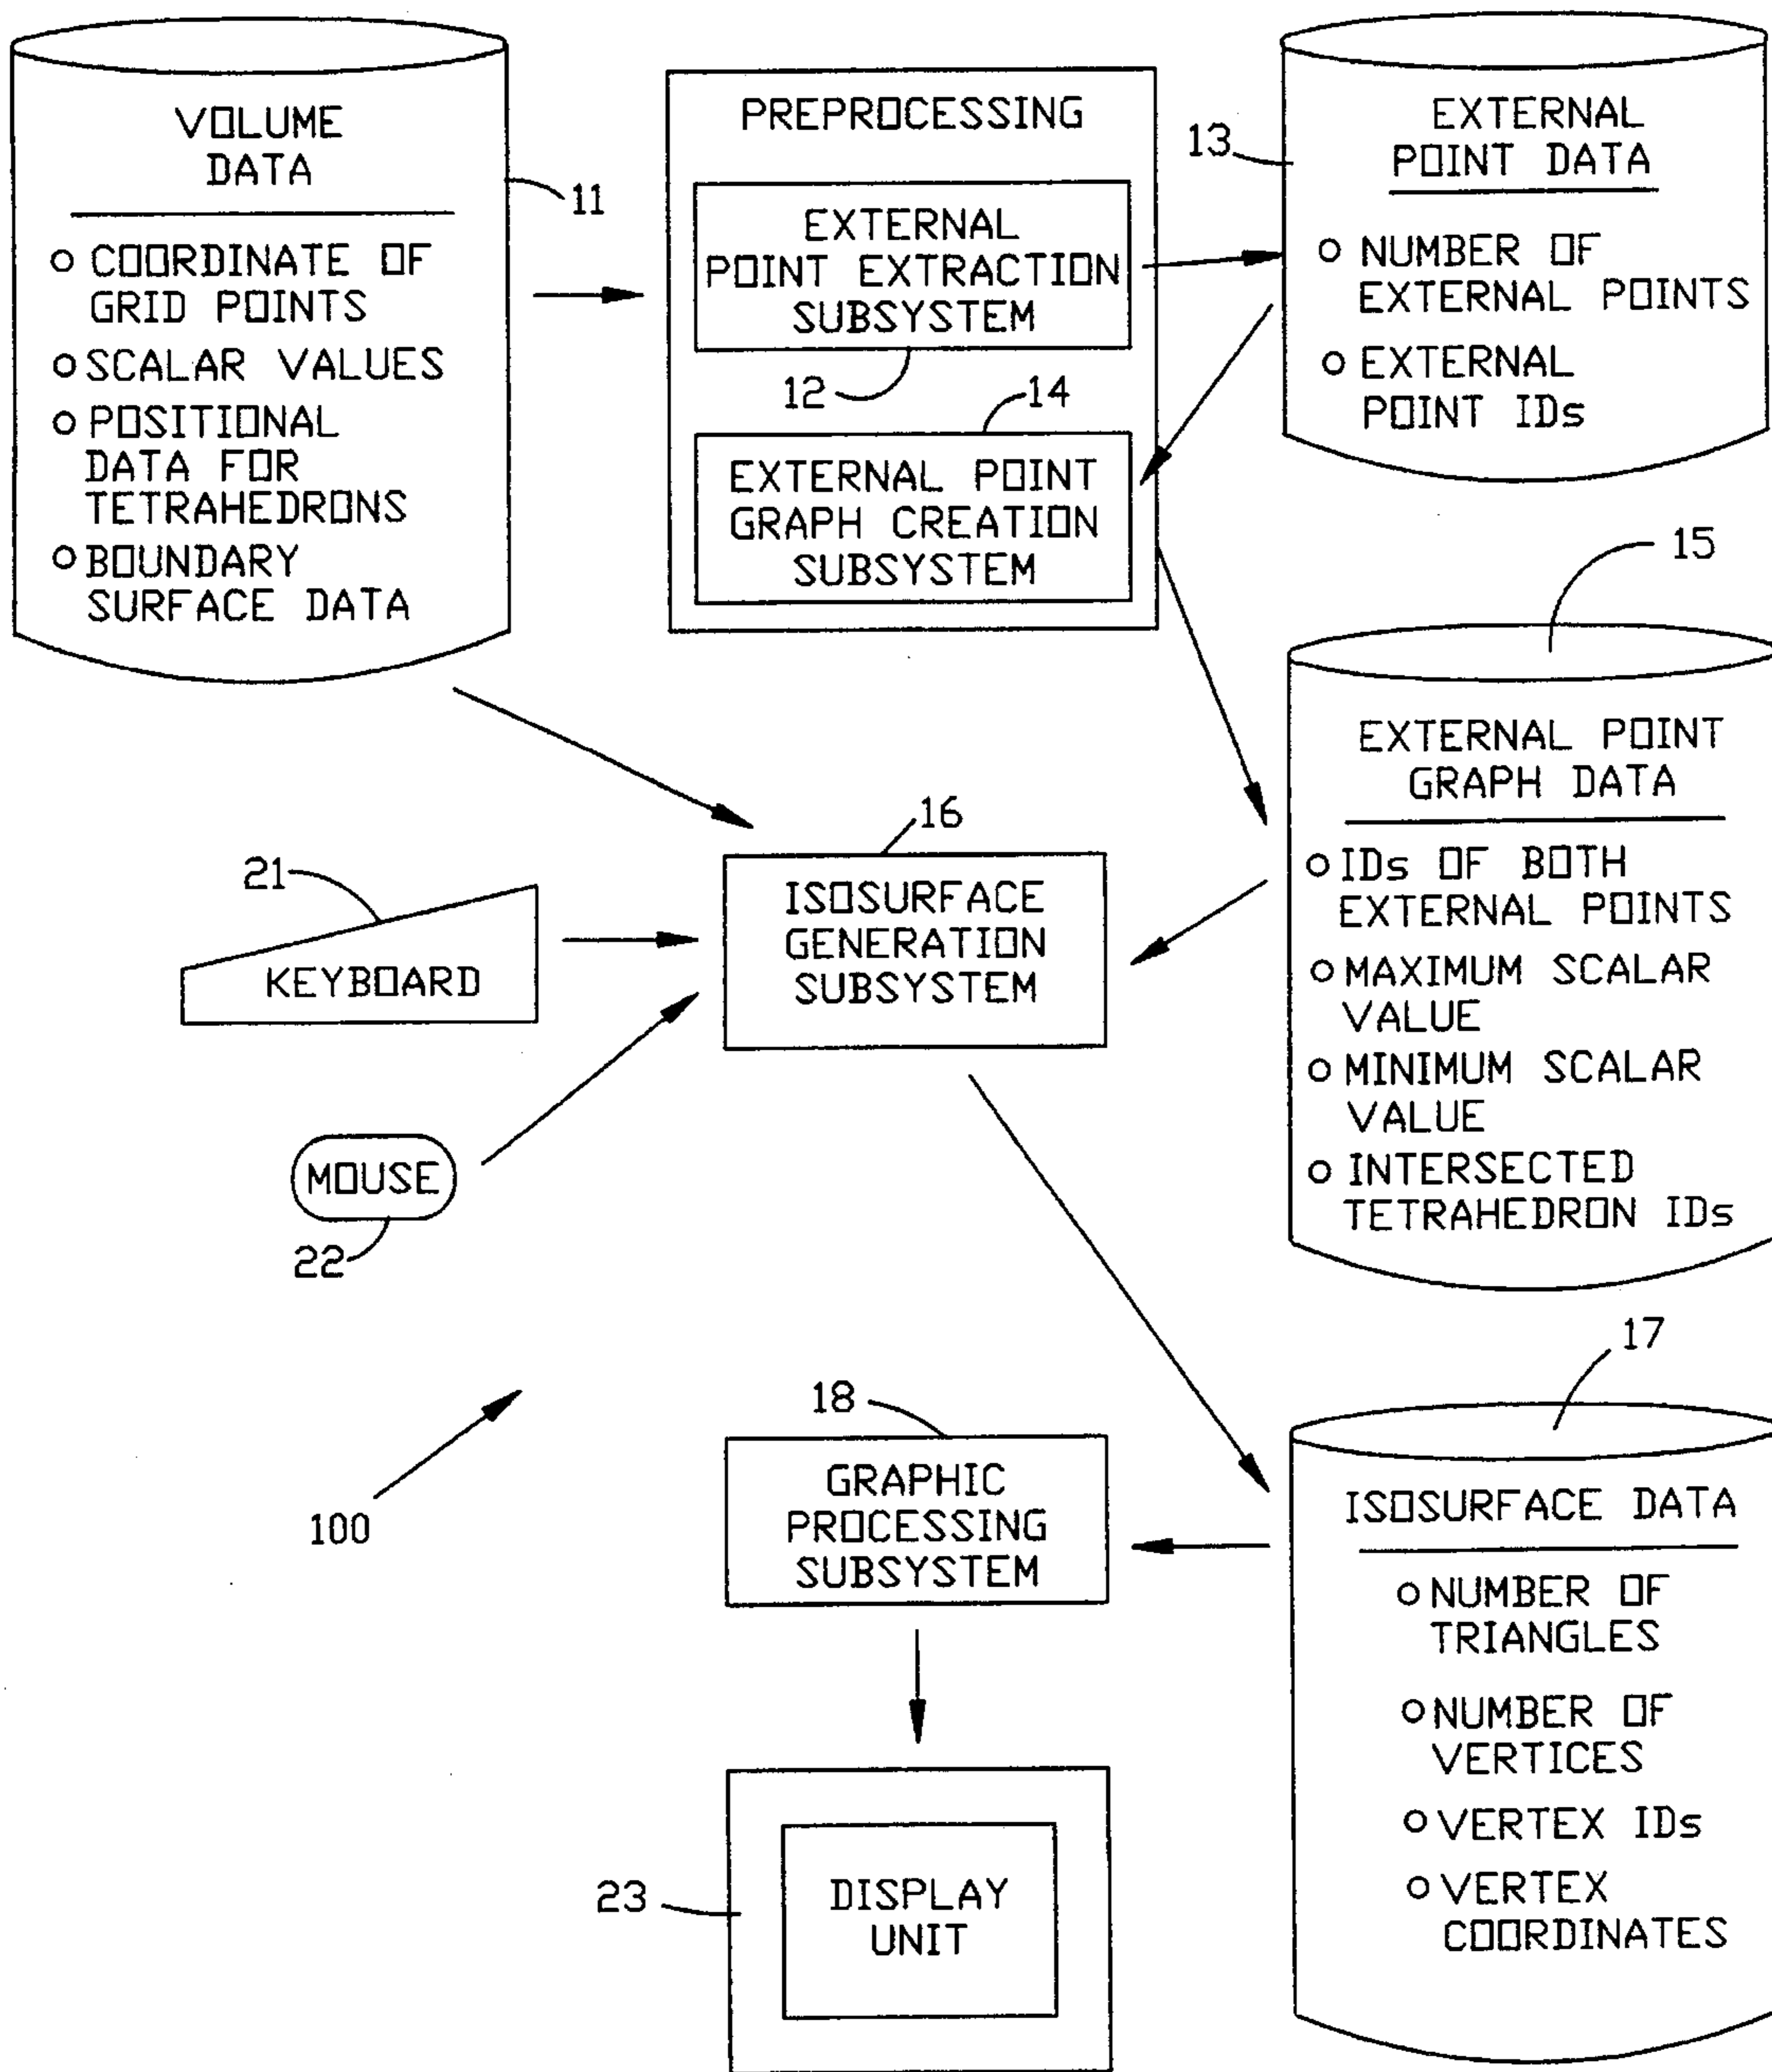 VOLUME
DATA
11
○ COORDINATE OF
GRID POINTS
○ SCALAR VALUES
○ POSITIONAL
DATA FOR
TETRAHEDRONS
○ BOUNDARY
SURFACE DATA
PREPROCESSING
EXTERNAL
POINT EXTRACTION
SUBSYSTEM
12
14
EXTERNAL POINT
GRAPH CREATION
SUBSYSTEM
13
EXTERNAL
POINT DATA
○ NUMBER OF
EXTERNAL POINTS
○ EXTERNAL
POINT IDs
15
EXTERNAL POINT
GRAPH DATA
○ IDs OF BOTH
EXTERNAL POINTS
○ MAXIMUM SCALAR
VALUE
○ MINIMUM SCALAR
VALUE
○ INTERSECTED
TETRAHEDRON IDs
16
ISOSURFACE
GENERATION
SUBSYSTEM
21
KEYBOARD
MOUSE
22
100
17
ISOSURFACE DATA
○ NUMBER OF
TRIANGLES
○ NUMBER OF
VERTICES
○ VERTEX IDs
○ VERTEX
COORDINATES
18
GRAPHIC
PROCESSING
SUBSYSTEM
23
DISPLAY
UNIT